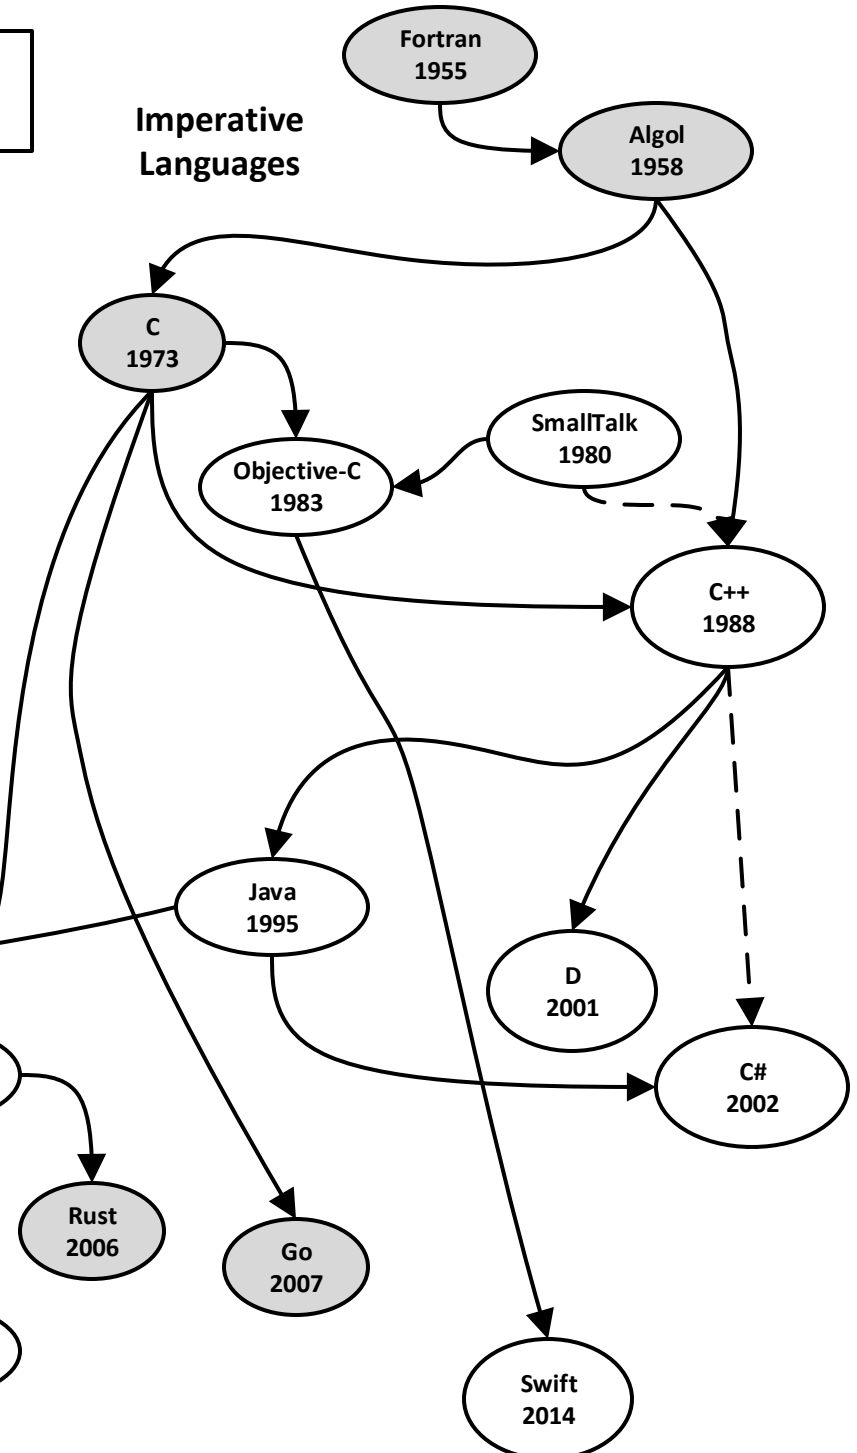 Fortran
1955
Imperative
Languages
Algol
1958
C
1973
SmallTalk
1980
Objective-C
1983
C++
1988
Java
1995
D
2001
C#
2002
Rust
2006
Go
2007
Swift
2014